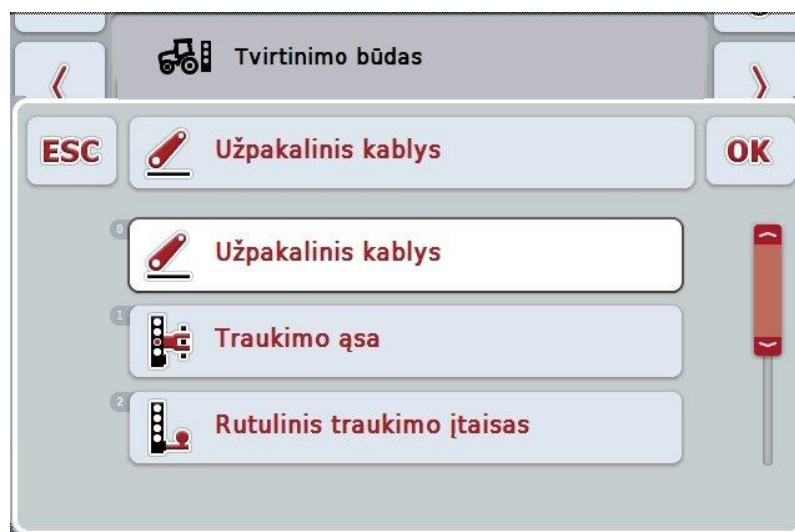 Tvirtinimo būdas
ESC
Užpakalinis kablys
OK
0
Užpakalinis kablys
1
Traukimo ąsa
2
Rutulinis traukimo įtaisas